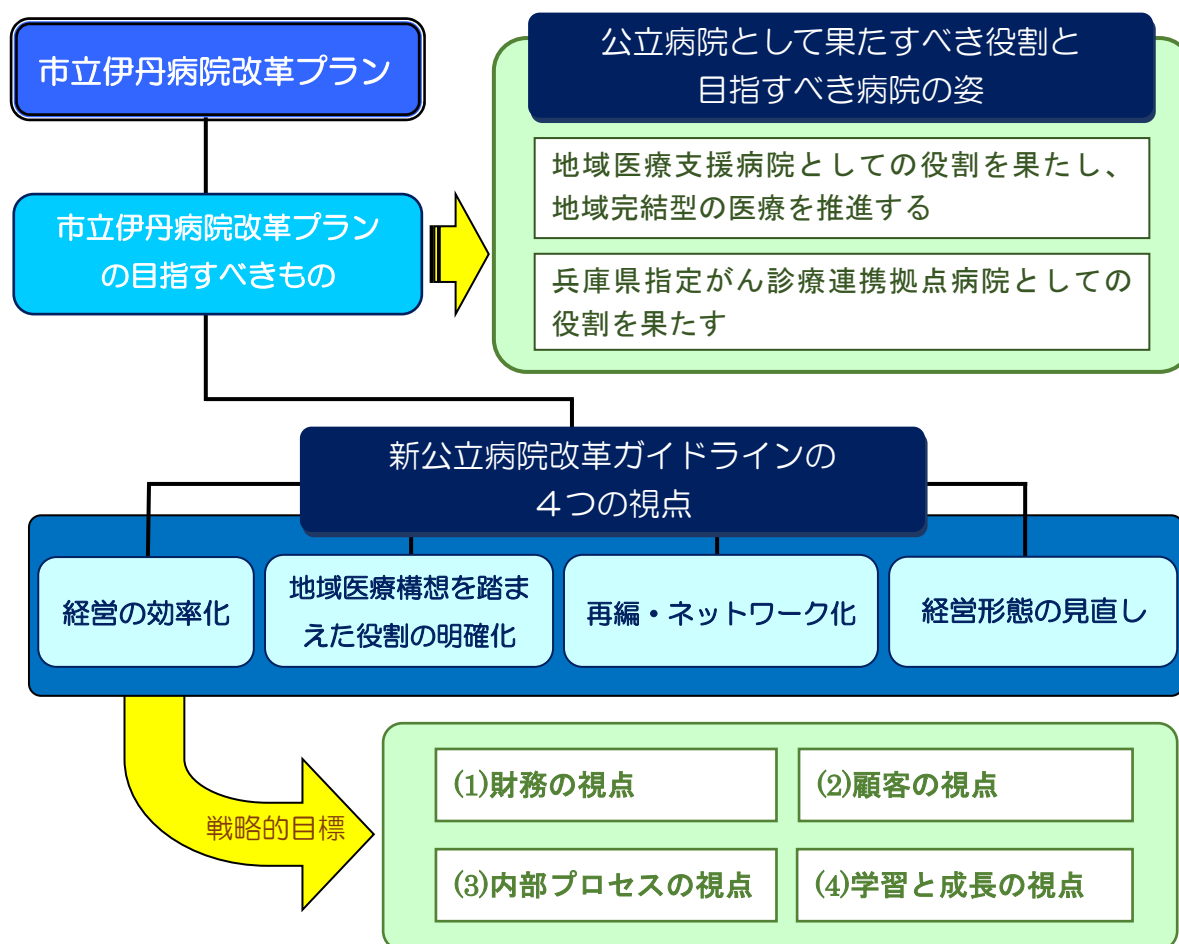 市立伊丹病院改革プラン
公立病院として果たすべき役割と
目指すべき病院の姿
地域医療支援病院としての役割を果たし、
地域完結型の医療を推進する
兵庫県指定がん診療連携拠点病院としての
役割を果たす
市立伊丹病院改革プラン
の目指すべきもの
新公立病院改革ガイドラインの
４つの視点
経営の効率化
地域医療構想を踏ま
えた役割の明確化
再編・ネットワーク化
経営形態の見直し
戦略的目標
(1)財務の視点
(2)顧客の視点
(3)内部プロセスの視点
(4)学習と成長の視点